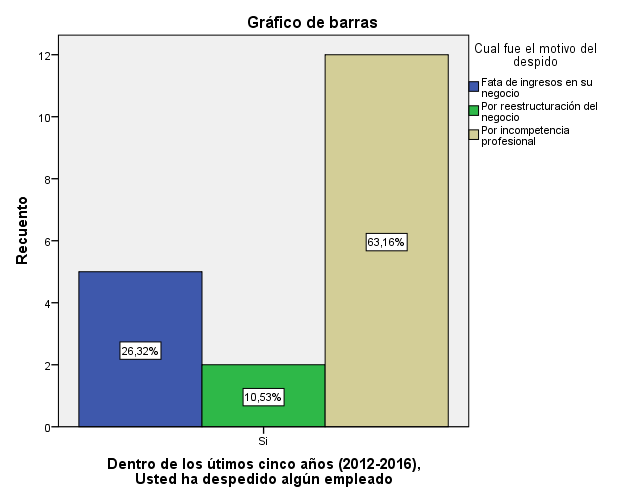 Gráfico de barras
Cual fue el motivo del
despido
Fata de ingresos en su
negocio
Por reestructuración del
negocio
Por incompetencia
profesional
Recuento
12
10
8
6
4
2
0
63,16%
26,32%
10,53%
Si
Dentro de los útimos cinco años (2012-2016),
Usted ha despedido algún empleado